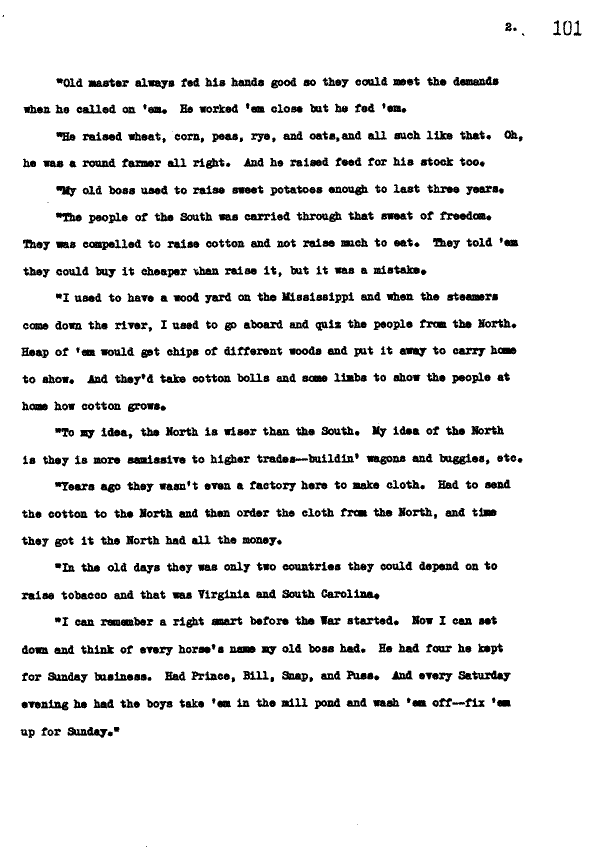 2. 101
"Old master always fed his hands good so they could meet the demands
when he called on 'em. He worked 'em close but he fed 'em.
"He raised wheat, corn, peas, rye, and oats,and all such like that. Oh,
he was a round farmer all right. And he raised feed for his stock too.
"My old boss used to raise sweet potatoes enough to last three years.
"The people of the South was carried through that sweat of freedom.
They was compelled to raise cotton and not raise much to eat. They told 'em
they could buy it cheaper than raise it, but it was a mistake.
"I used to have a wood yard on the Mississippi and when the steamers
come down the river, I used to go aboard and quiz the people from the North.
Heap of 'em would get chips of different woods and put it away to carry home
to show. And they'd take cotton bolls and some limbs to show the people at
home how cotton grows.
"To my idea, the North is wiser than the South. My idea of the North
is they is more samissive to higher trades—buildin' wagons and buggies, etc.
"Years ago they wasn't even a factory here to make cloth. Had to send
the cotton to the North and then order the cloth from the North, and time
they got it the North had all the money.
"In the old days they was only two countries they could depend on to
raise tobacco and that was Virginia and South Carolina.
"I can remember a right smart before the War started. Now I can set
down and think of every horse's name my old boss had. He had four he kept
for Sunday business. Had Prince, Bill, Snap, and Puss. And every Saturday
evening he had the boys take 'em in the mill pond and wash 'em off—fix 'em
up for Sunday."